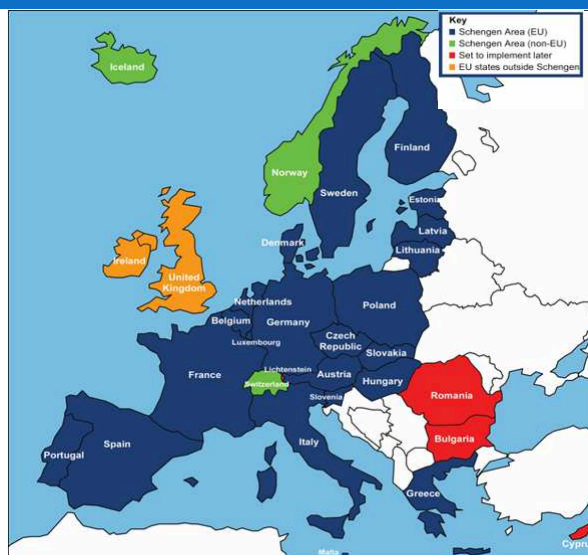 Key
Schengen Area (EU)
Schengen Area (non-EU)
Set to implement later
EU states outside Schengen
Iceland
Norway
Finland
Sweden
Estonia
Latvia
Lithuania
Denmark
Ireland
United
Kingdom
Netherlands
Belgium
Germany
Poland
Luxembourg
Czech
Republic
Slovakia
France
Liechtenstein
Austria
Switzerland
Hungary
Slovenia
Romania
Bulgaria
Italy
Spain
Portugal
Greece
Malta
Cyprus